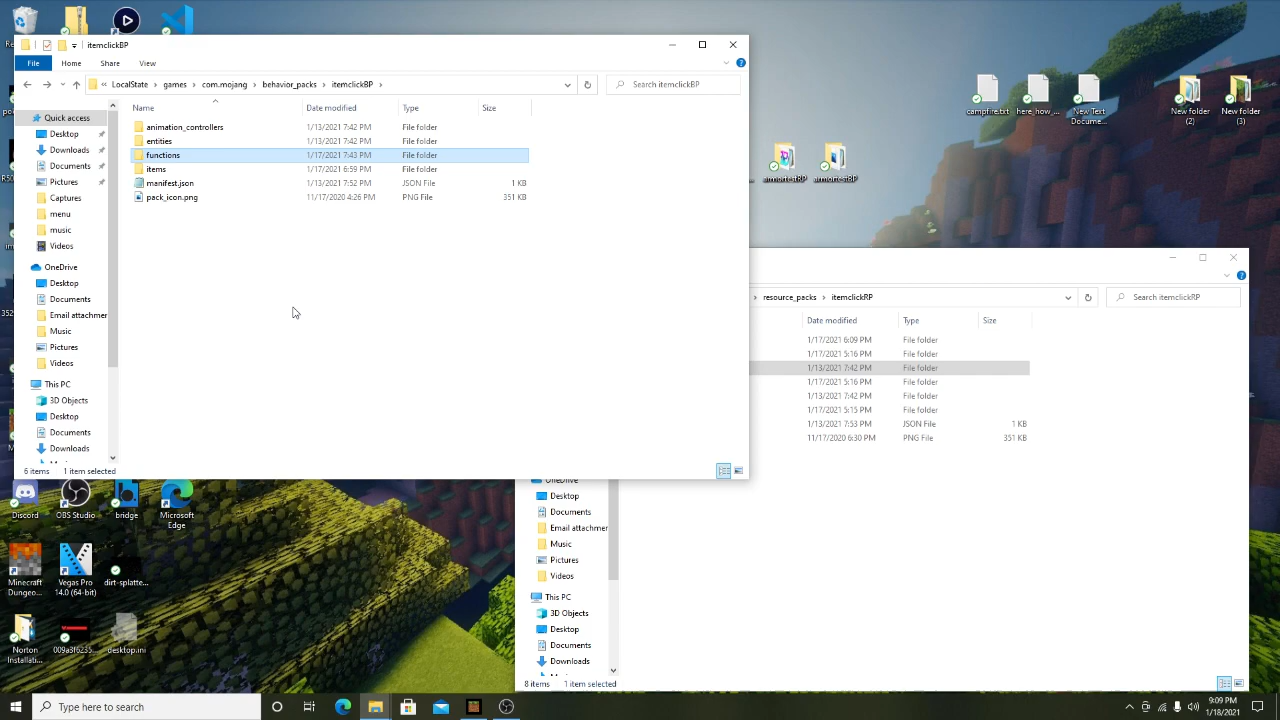 itemclickBP
File
Home
Share
View
« LocalState > games > com.mojang > behavior_packs > itemclickBP >
Search itemclickBP
Name
Date modified
Type
Size
Quick access
Desktop
Downloads
Documents
Pictures
Captures
menu
music
Videos
OneDrive
Desktop
Documents
Email attachmer
Music
Pictures
Videos
This PC
3D Objects
Desktop
Documents
Downloads
animation_controllers 1/13/2021 7:42 PM File folder
entities 1/13/2021 7:42 PM File folder
functions 1/17/2021 7:43 PM File folder
items 1/17/2021 6:59 PM File folder
manifest.json 1/13/2021 7:52 PM JSON File 1 KB
pack_icon.png 11/17/2020 4:26 PM PNG File 351 KB
6 items 1 item selected
campfire.txt
here_how_...
New Text
Docume...
New folder
(2)
New folder
(3)
armortestRP
armortestBP
> resource_packs > itemclickRP
Search itemclickRP
Date modified
Type
Size
1/17/2021 6:09 PM File folder
1/17/2021 5:16 PM File folder
1/13/2021 7:42 PM File folder
1/17/2021 5:16 PM File folder
1/13/2021 7:42 PM File folder
1/17/2021 5:15 PM File folder
1/13/2021 7:53 PM JSON File 1 KB
11/17/2020 6:30 PM PNG File 351 KB
OneDrive
Desktop
Documents
Email attachmer
Music
Pictures
Videos
This PC
3D Objects
Desktop
Documents
Downloads
8 items 1 item selected
Discord
OBS Studio
bridge
Microsoft
Edge
Minecraft
Dungeo...
Vegas Pro
14.0 (64-bit)
dirt-splatte...
Norton
Installati...
009a3f6235...
desktop.ini
Type here to search
9:09 PM
1/18/2021